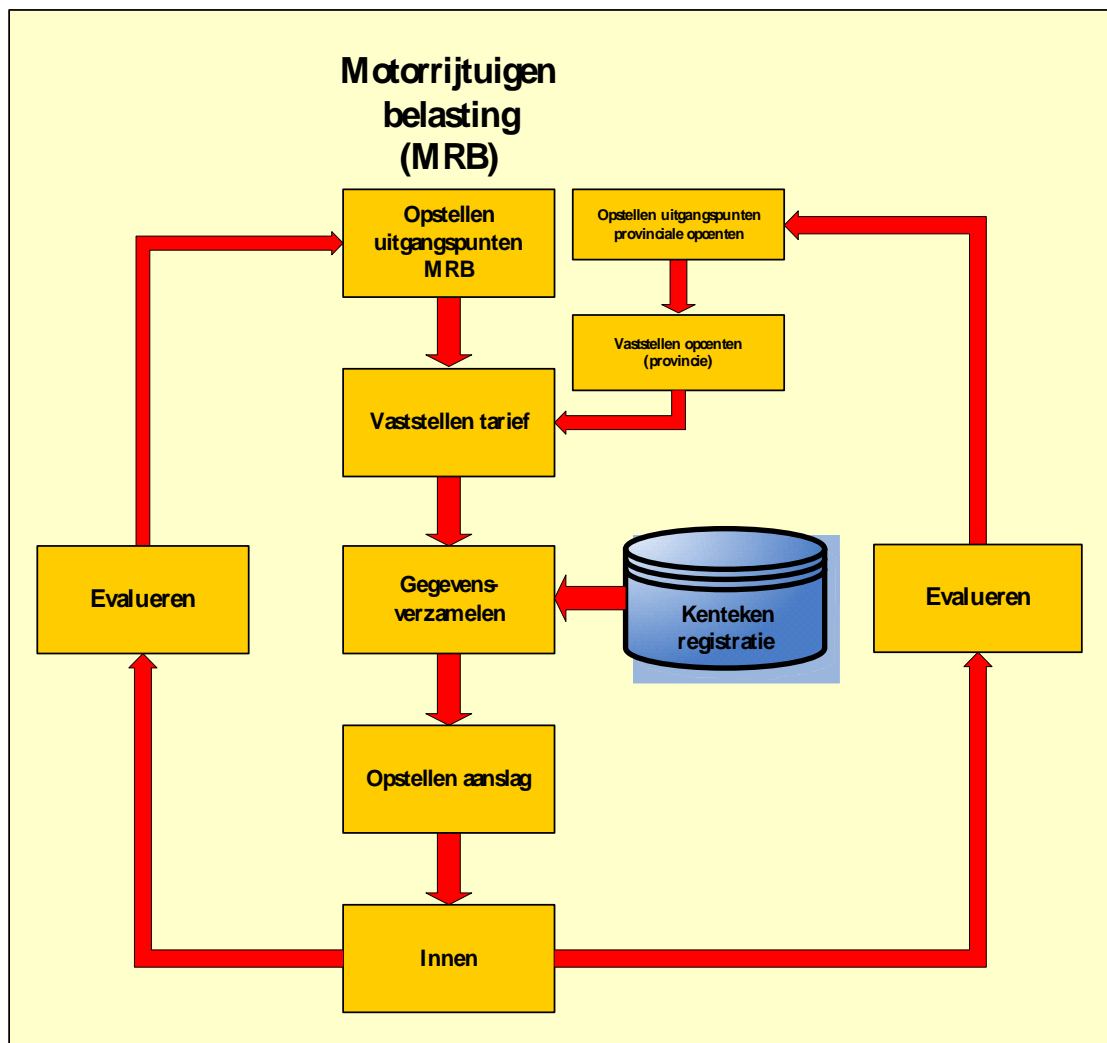 Motorrijtuigen
belasting
(MRB)
Opstellen
uitgangspunten
MRB
Opstellen uitgangspunten
provinciale opcenten
Vaststellen opcenten
(provincie)
Vaststellen tarief
Evalueren
Gegevens-
verzamelen
Kenteken
registratie
Evalueren
Opstellen aanslag
Innen